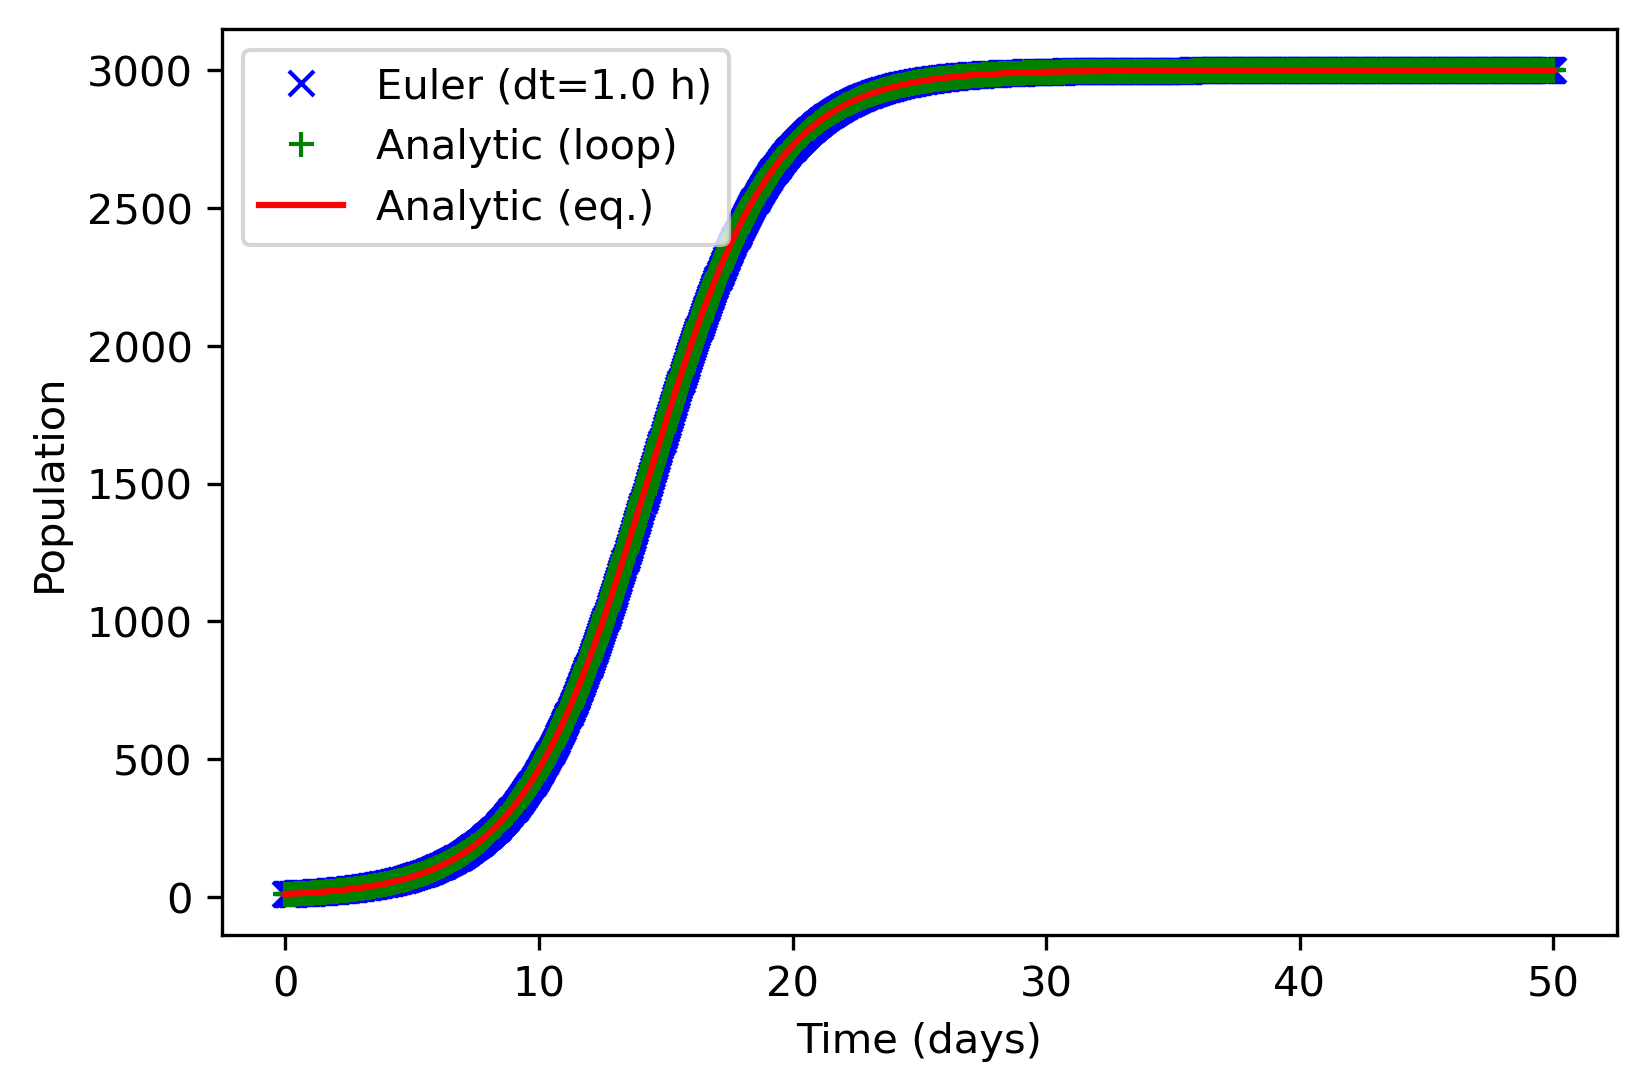 Euler (dt=1.0 h)
Analytic (loop)
Analytic (eq.)
3000
2500
2000
1500
1000
500
0
Population
0 10 20 30 40 50
Time (days)